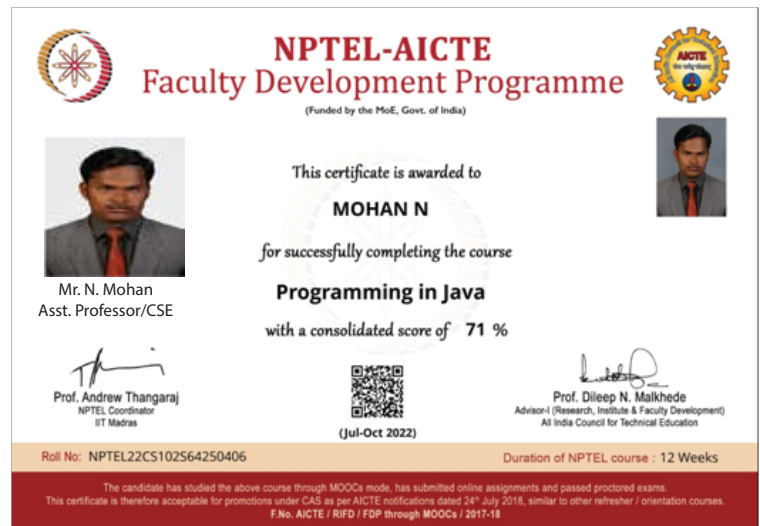 NPTEL-AICTE
Faculty Development Programme
(Funded by the MoE, Govt. of India)
AICTE
This certificate is awarded to
MOHAN N
for successfully completing the course
Mr. N. Mohan
Asst. Professor/CSE
Programming in Java
with a consolidated score of 71 %
Prof. Andrew Thangaraj
NPTEL Coordinator
IIT Madras
(Jul-Oct 2022)
Prof. Dileep N. Malkhede
Advisor-I (Research, Institute & Faculty Development)
All India Council for Technical Education
Roll No: NPTEL22CS102S64250406
Duration of NPTEL course : 12 Weeks
The candidate has studied the above course through MOOCs mode, has submitted online assignments and passed proctored exams.
This certificate is therefore acceptable for promotions under CAS as per AICTE notifications dated 24th July 2018, similar to other refresher / orientation courses.
F.No. AICTE / RIFD / FDP through MOOCs / 2017-18